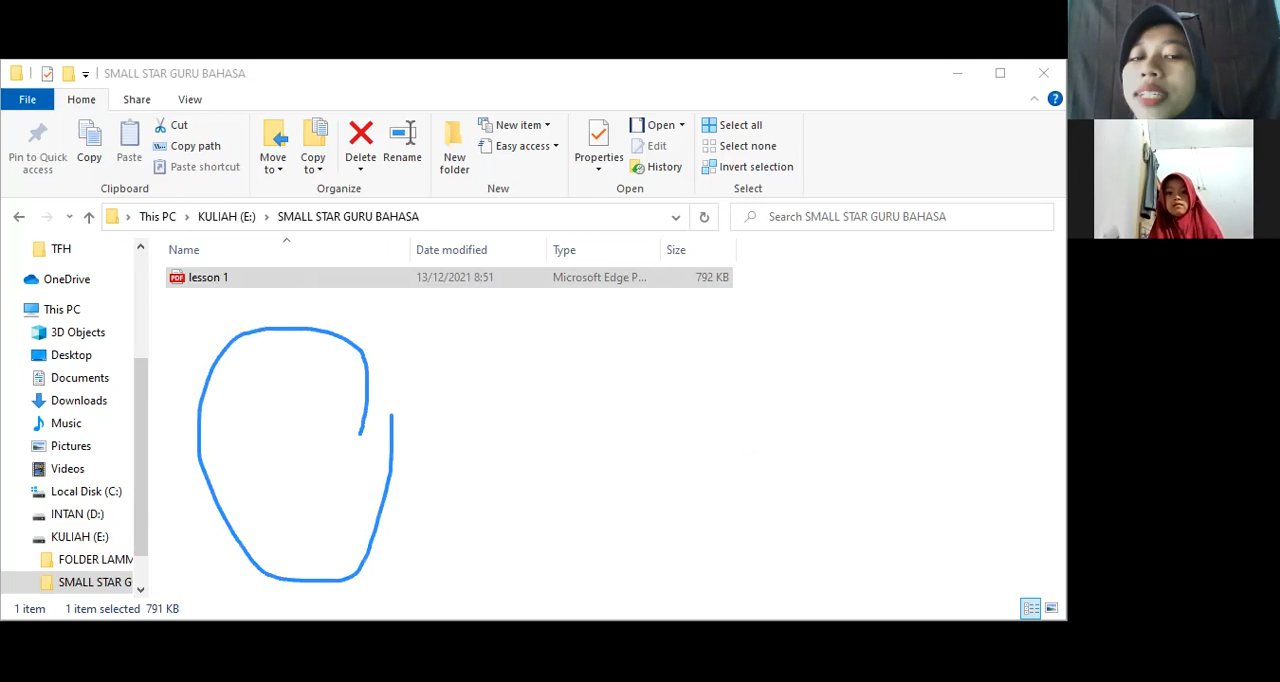 SMALL STAR GURU BAHASA
File Home Share View
Pin to Quick access
Copy
Paste
Cut
Copy path
Paste shortcut
Clipboard
Move to
Copy to
Delete
Rename
Organize
New folder
New item
Easy access
New
Properties
Open
Edit
History
Open
Select all
Select none
Invert selection
Select
This PC > KULIAH (E:) > SMALL STAR GURU BAHASA
Search SMALL STAR GURU BAHASA
Name Date modified Type Size
PDF lesson 1 13/12/2021 8:51 Microsoft Edge P... 792 KB
TFH
OneDrive
This PC
3D Objects
Desktop
Documents
Downloads
Music
Pictures
Videos
Local Disk (C:)
INTAN (D:)
KULIAH (E:)
FOLDER LAMM
SMALL STAR G
1 item 1 item selected 791 KB